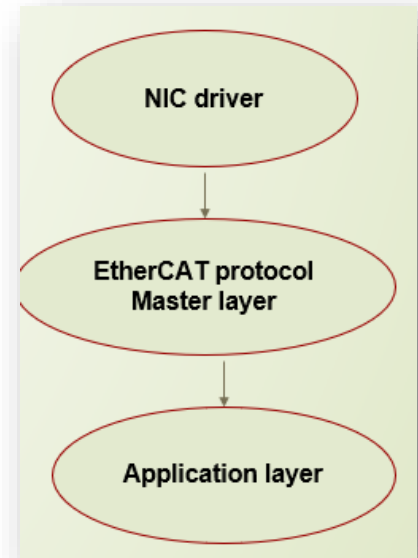 NIC driver
EtherCAT protocol
Master layer
Application layer